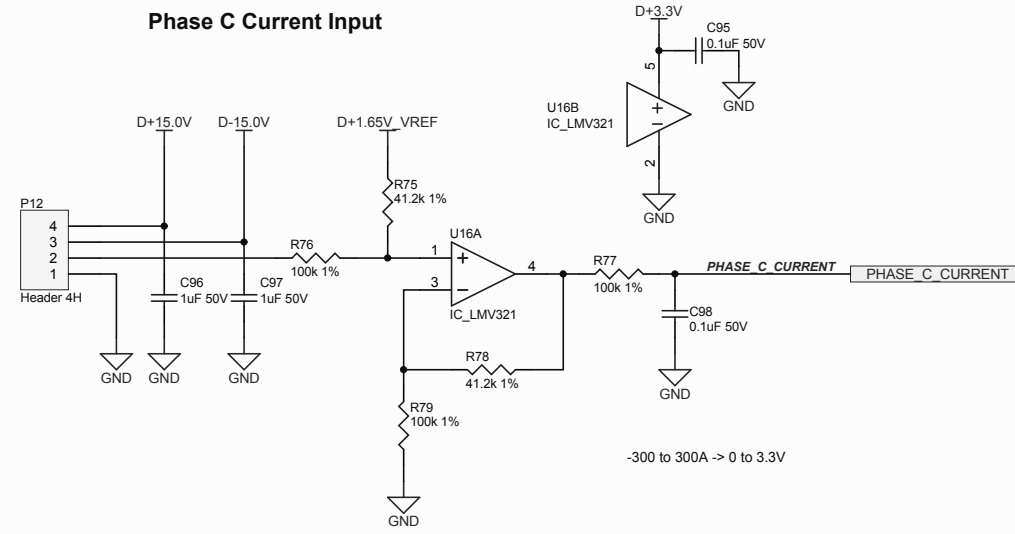 Phase C Current Input
D+3.3V
C95
0.1uF 50V
5
GND
U16B
IC_LMV321
+
−
2
GND
D+15.0V D-15.0V D+1.65V_VREF
R75
41.2k 1%
P12
4
3
2
1
Header 4H
R76
100k 1%
U16A
1
+
3
−
4
IC_LMV321
R77
100k 1%
PHASE_C_CURRENT
PHASE_C_CURRENT
C96
1uF 50V
C97
1uF 50V
C98
0.1uF 50V
GND GND GND
R78
41.2k 1%
GND
R79
100k 1%
-300 to 300A -> 0 to 3.3V
GND